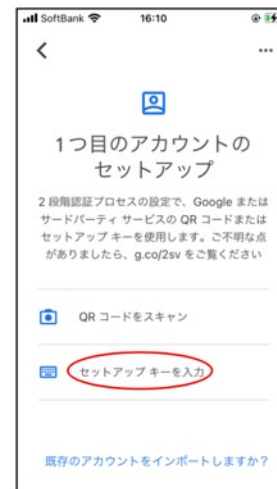 SoftBank 16:10
1つ目のアカウントの
セットアップ
2 段階認証プロセスの設定で、Google または
サードパーティ サービスの QR コードまたは
セットアップ キーを使用します。ご不明な点
がありましたら、g.co/2sv をご覧ください
QR コードをスキャン
セットアップ キーを入力
既存のアカウントをインポートしますか？